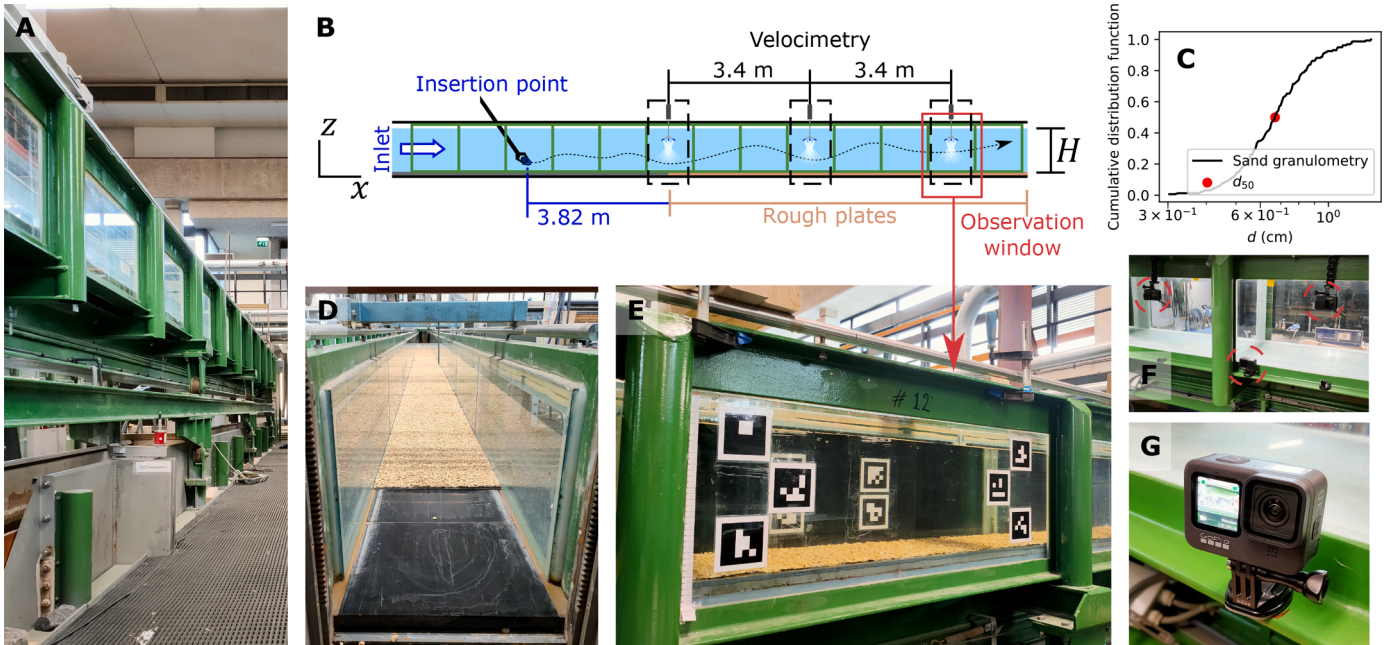 A
B
Velocimetry
3.4 m
3.4 m
Insertion point
Z
x
Inlet
H
3.82 m
Rough plates
Observation
window
C
Cumulative distribution function
1.0
0.8
0.6
0.4
0.2
0.0
Sand granulometry
d50
3 × 10⁻¹
6 × 10⁻¹
10⁰
d (cm)
D
E
# 12
F
G